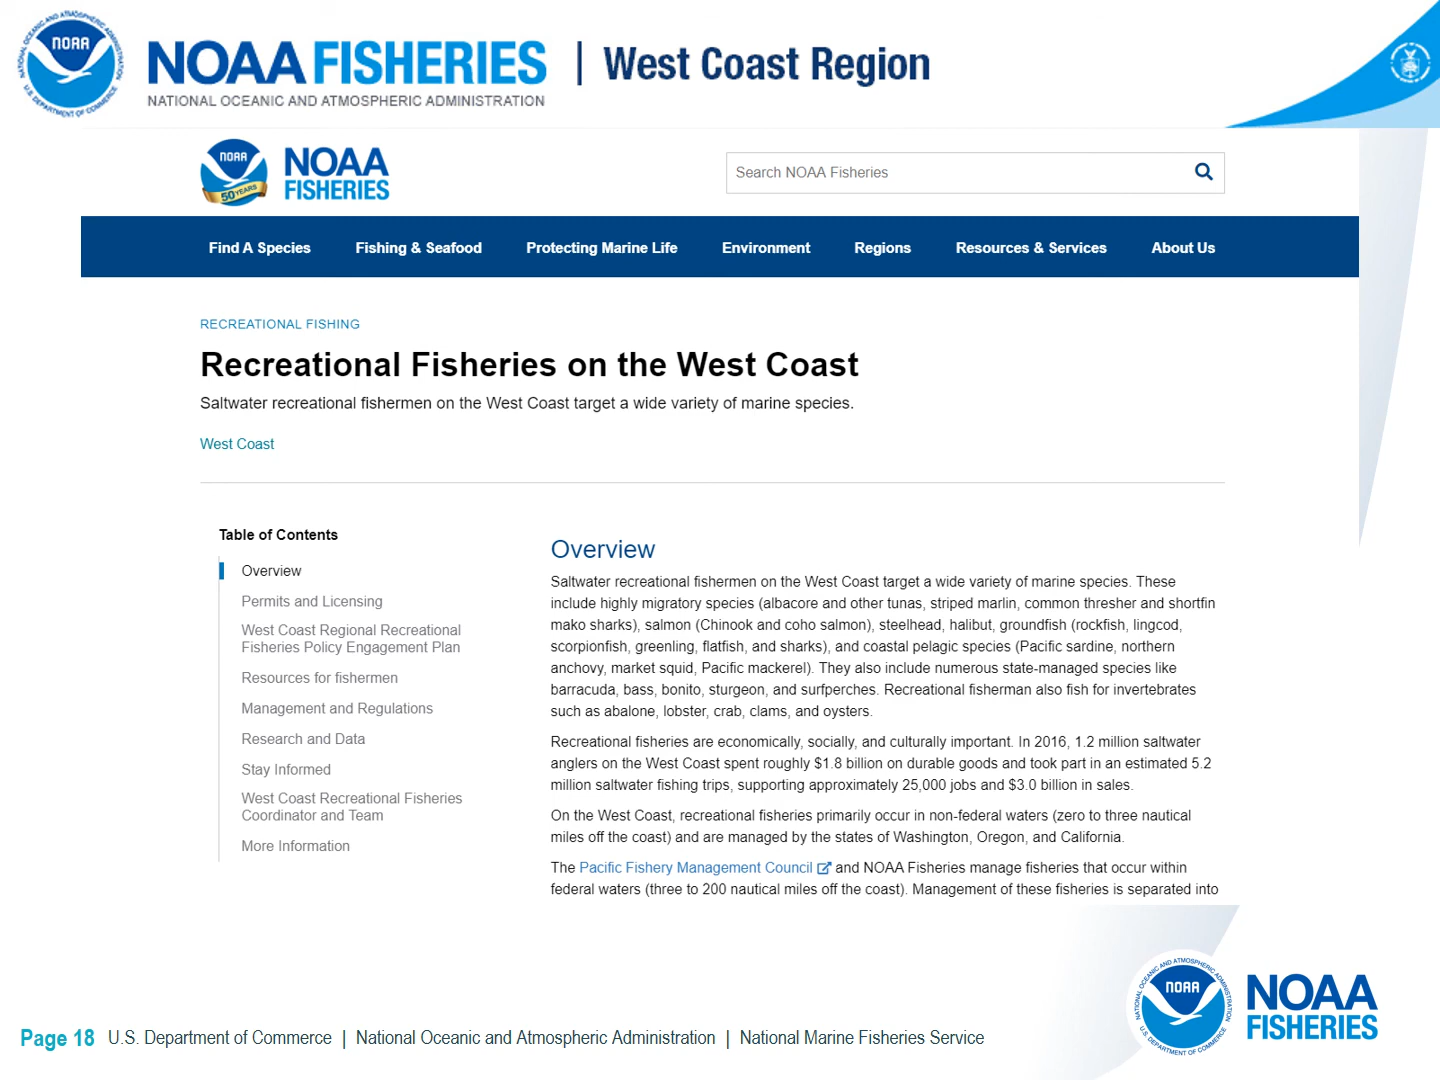 NATIONAL OCEANIC AND ATMOSPHERIC ADMINISTRATION
NOAA
U.S. DEPARTMENT OF COMMERCE
NOAA FISHERIES | West Coast Region
NATIONAL OCEANIC AND ATMOSPHERIC ADMINISTRATION
NOAA
50 YEARS
NOAA
FISHERIES
Search NOAA Fisheries
Find A Species Fishing & Seafood Protecting Marine Life Environment Regions Resources & Services About Us
RECREATIONAL FISHING
Recreational Fisheries on the West Coast
Saltwater recreational fishermen on the West Coast target a wide variety of marine species.
West Coast
Table of Contents
Overview
Permits and Licensing
West Coast Regional Recreational
Fisheries Policy Engagement Plan
Resources for fishermen
Management and Regulations
Research and Data
Stay Informed
West Coast Recreational Fisheries
Coordinator and Team
More Information
Overview
Saltwater recreational fishermen on the West Coast target a wide variety of marine species. These
include highly migratory species (albacore and other tunas, striped marlin, common thresher and shortfin
mako sharks), salmon (Chinook and coho salmon), steelhead, halibut, groundfish (rockfish, lingcod,
scorpionfish, greenling, flatfish, and sharks), and coastal pelagic species (Pacific sardine, northern
anchovy, market squid, Pacific mackerel). They also include numerous state-managed species like
barracuda, bass, bonito, sturgeon, and surfperches. Recreational fisherman also fish for invertebrates
such as abalone, lobster, crab, clams, and oysters.
Recreational fisheries are economically, socially, and culturally important. In 2016, 1.2 million saltwater
anglers on the West Coast spent roughly $1.8 billion on durable goods and took part in an estimated 5.2
million saltwater fishing trips, supporting approximately 25,000 jobs and $3.0 billion in sales.
On the West Coast, recreational fisheries primarily occur in non-federal waters (zero to three nautical
miles off the coast) and are managed by the states of Washington, Oregon, and California.
The Pacific Fishery Management Council and NOAA Fisheries manage fisheries that occur within
federal waters (three to 200 nautical miles off the coast). Management of these fisheries is separated into
NATIONAL OCEANIC AND ATMOSPHERIC ADMINISTRATION
NOAA
U.S. DEPARTMENT OF COMMERCE
NOAA
FISHERIES
Page 18 U.S. Department of Commerce | National Oceanic and Atmospheric Administration | National Marine Fisheries Service